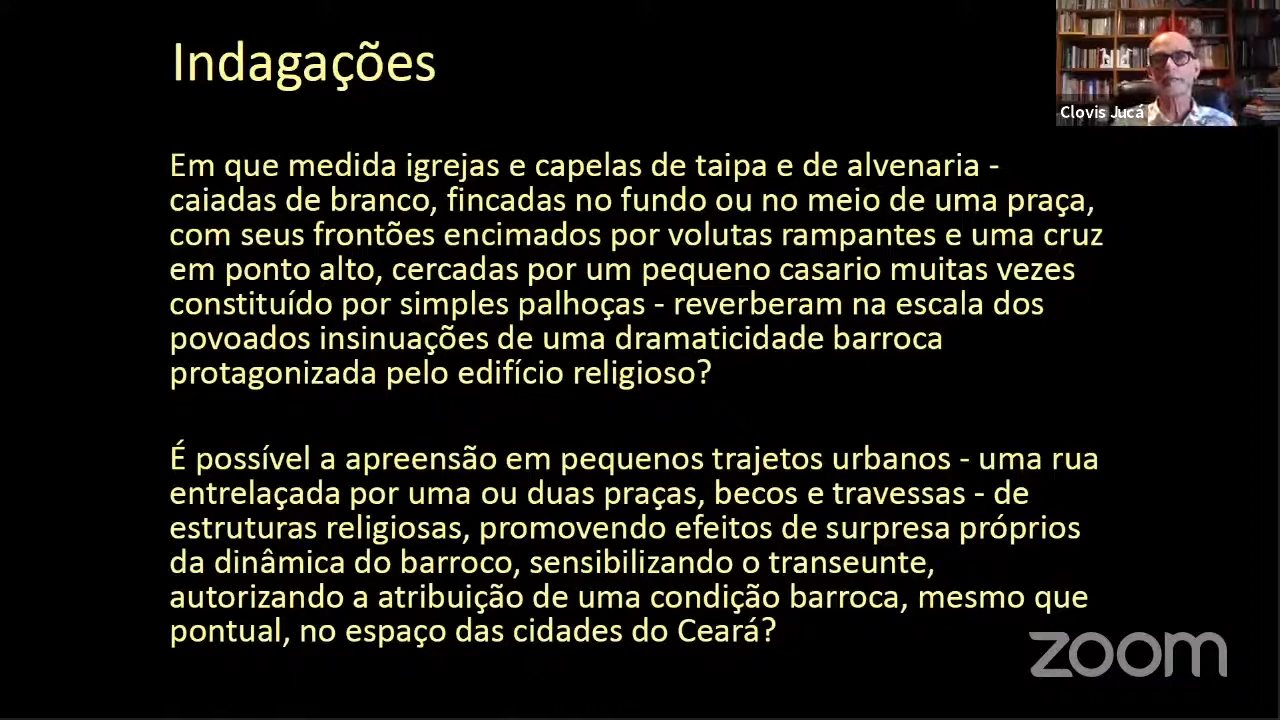 Indagações
Clovis Jucá
Em que medida igrejas e capelas de taipa e de alvenaria -
caiadas de branco, fincadas no fundo ou no meio de uma praça,
com seus frontões encimados por volutas rampantes e uma cruz
em ponto alto, cercadas por um pequeno casario muitas vezes
constituído por simples palhoças - reverberam na escala dos
povoados insinuações de uma dramaticidade barroca
protagonizada pelo edifício religioso?
É possível a apreensão em pequenos trajetos urbanos - uma rua
entrelaçada por uma ou duas praças, becos e travessas - de
estruturas religiosas, promovendo efeitos de surpresa próprios
da dinâmica do barroco, sensibilizando o transeunte,
autorizando a atribuição de uma condição barroca, mesmo que
pontual, no espaço das cidades do Ceará?
zoom